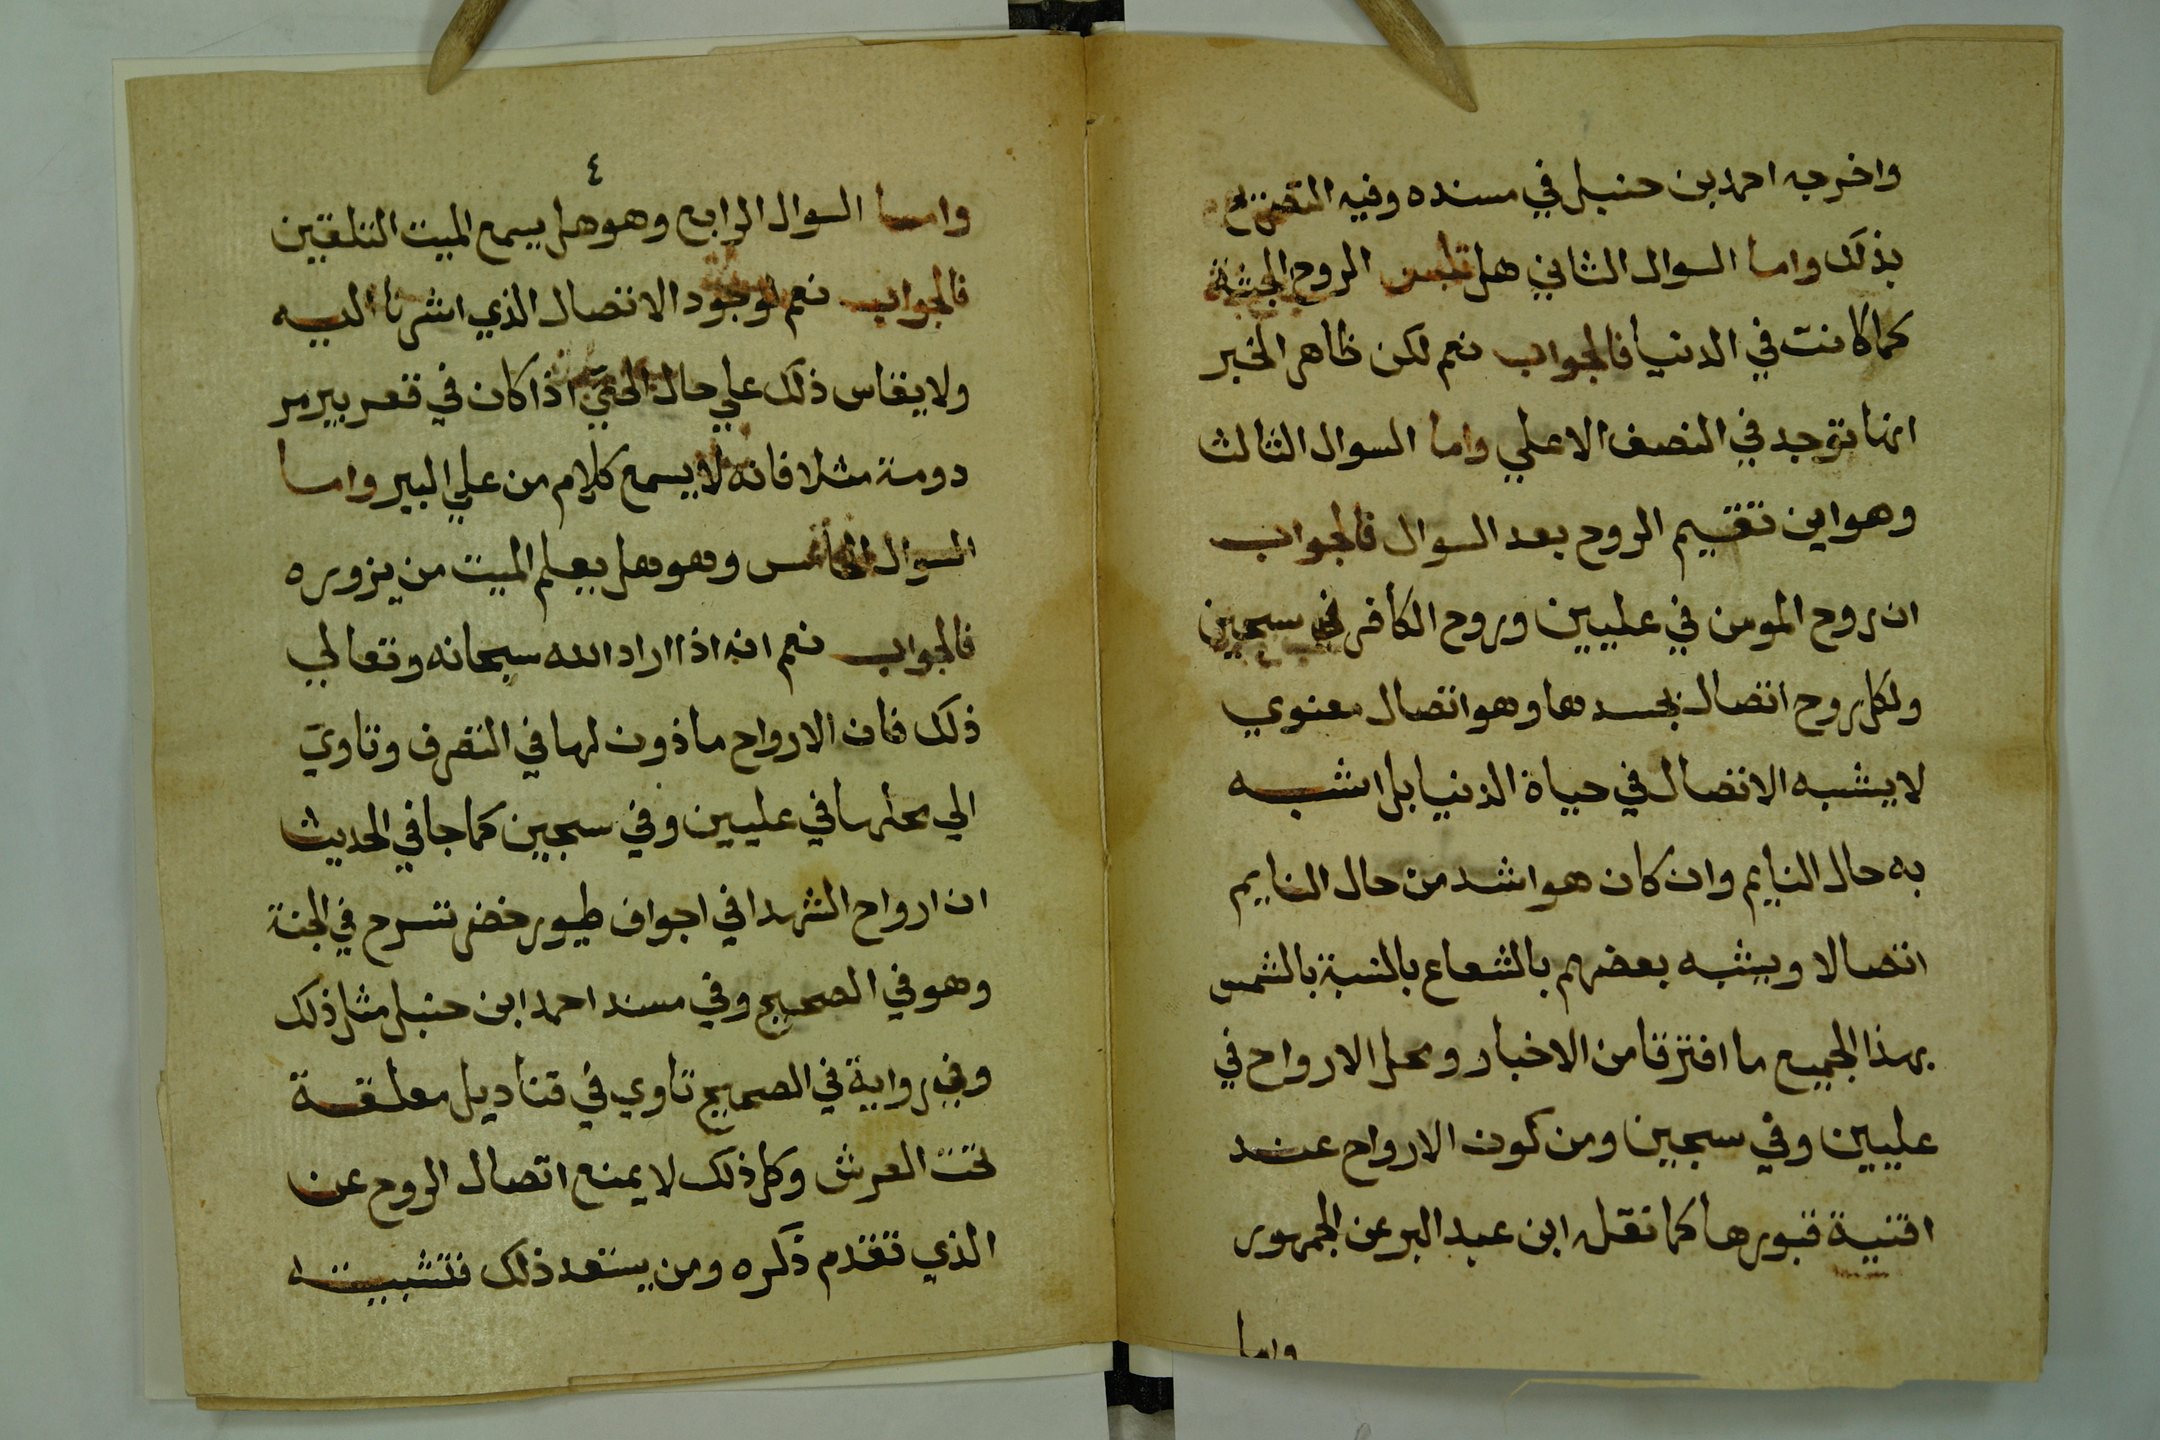 واخرجه احمد بن حنبل في مسنده وفيه التصريح
بذلك واما السوال الثاني هل تلبس الروح الجثة
كما كانت في الدنيا فالجواب نعم لكن ظاهر الخبر
انها توجد في النصف الاعلي واما السوال الثالث
وهو اين تقيم الروح بعد السوال فالجواب
ان روح المومن في عليين وروح الكافر في سجين
ولكل روح اتصال بجسدها وهو اتصال معنوي
لا يشبه الاتصال في حياة الدنيا بل اشبه
به حال النايم وان كان هو اشد من حال النايم
اتصالا ويشبه بعضهم بالشعاع بالنسبة بالشمس
بهذا الجميع ما افترقا من الاخبار ومحل الارواح في
عليين وفي سجين ومن كون الارواح عند
اقنية قبورها كما نقل ابن عبد البر عن الجمهور
واما
٤
واما السوال الرابع وهو هل يسمع الميت التلقين
فالجواب نعم لوجود الاتصال الذي اشرنا اليه
ولا يقاس ذلك علي حال الحي اذا كان في قعر بير مر
دومة مثلا فانه لا يسمع كلام من علي البير واما
السوال الخامس وهو هل يعلم الميت من يزوره
فالجواب نعم انه اذا اراد الله سبحانه وتعالي
ذلك فان الارواح ماذون لها في التصرف وتاوي
الي محلها في عليين وفي سجين كما جا في الحديث
ان ارواح الشهدا في اجواف طيور خضر تسرح في الجنة
وهو في الصحيح وفي مسند احمد ابن حنبل مثل ذلك
وفي رواية في الصحيح تاوي في قناديل معلقة
تحت العرش وكل ذلك لا يمنع اتصال الروح عن
الذي تقدم ذكره ومن يستعد ذلك فتشبيته